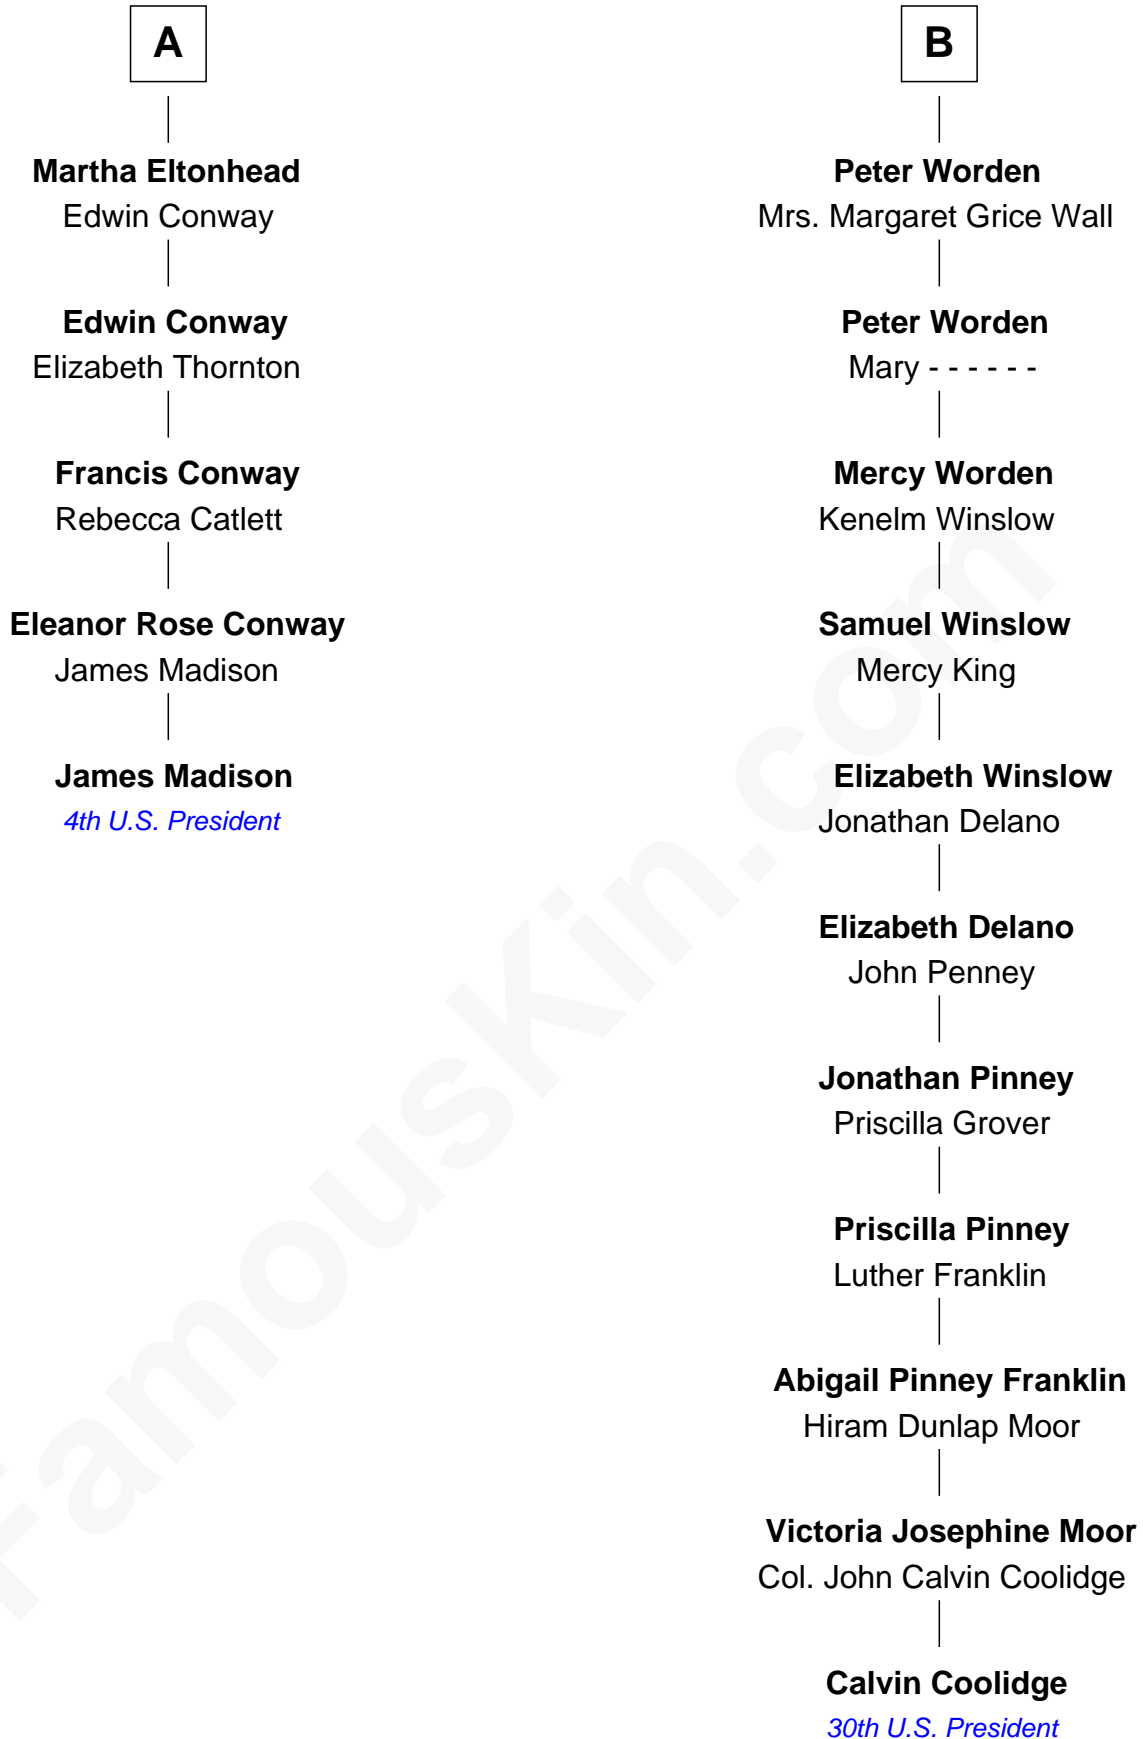 A
Martha Eltonhead
Edwin Conway
Edwin Conway
Elizabeth Thornton
Francis Conway
Rebecca Catlett
Eleanor Rose Conway
James Madison
James Madison
4th U.S. President
B
Peter Worden
Mrs. Margaret Grice Wall
Peter Worden
Mary - - - - - -
Mercy Worden
Kenelm Winslow
Samuel Winslow
Mercy King
Elizabeth Winslow
Jonathan Delano
Elizabeth Delano
John Penney
Jonathan Pinney
Priscilla Grover
Priscilla Pinney
Luther Franklin
Abigail Pinney Franklin
Hiram Dunlap Moor
Victoria Josephine Moor
Col. John Calvin Coolidge
Calvin Coolidge
30th U.S. President
FamousKin.com